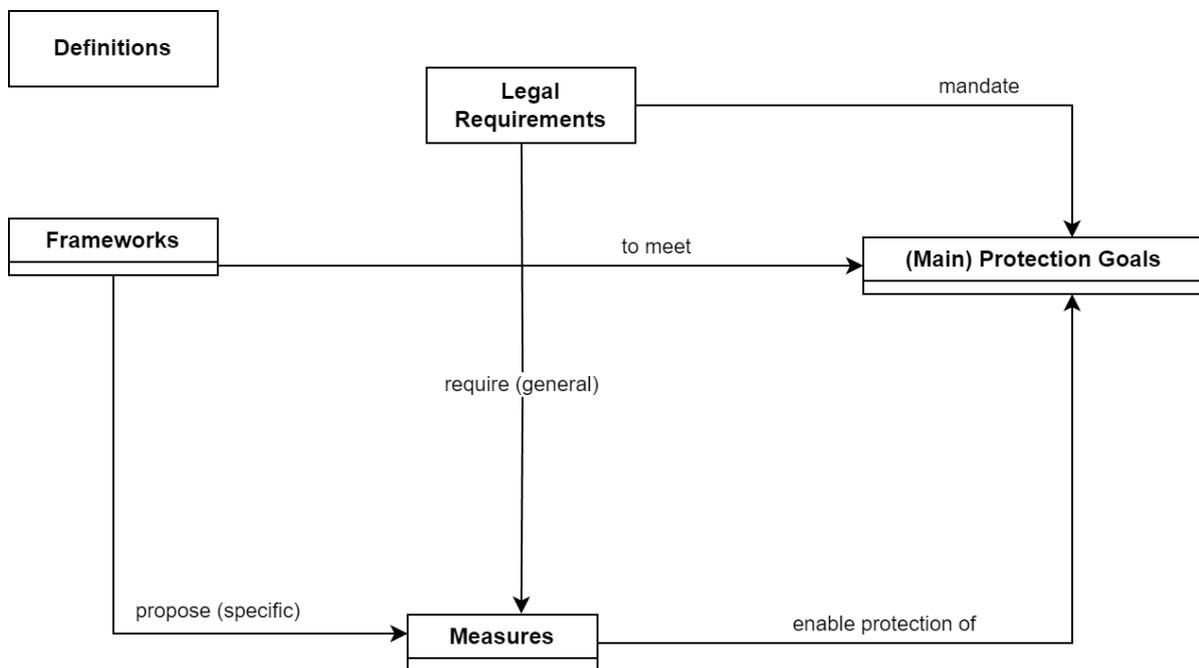 Definitions
Legal
Requirements
mandate
Frameworks
to meet
(Main) Protection Goals
require (general)
propose (specific)
Measures
enable protection of